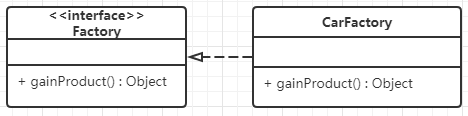 <<interface>>
Factory
+ gainProduct() : Object
CarFactory
+ gainProduct() : Object